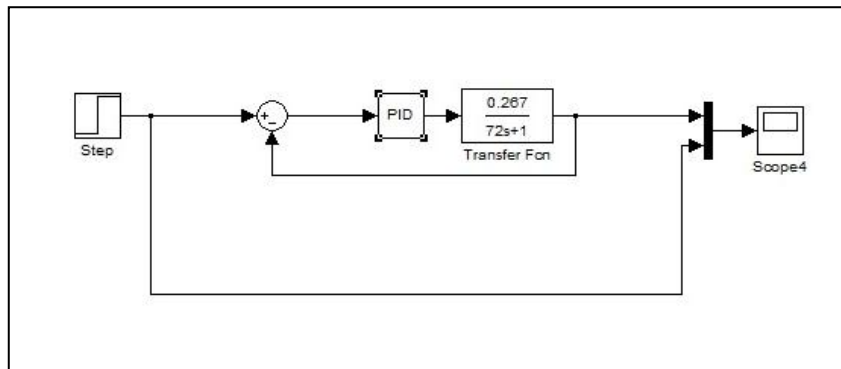 Step
+
−
PID
0.267
72s+1
Transfer Fcn
Scope4